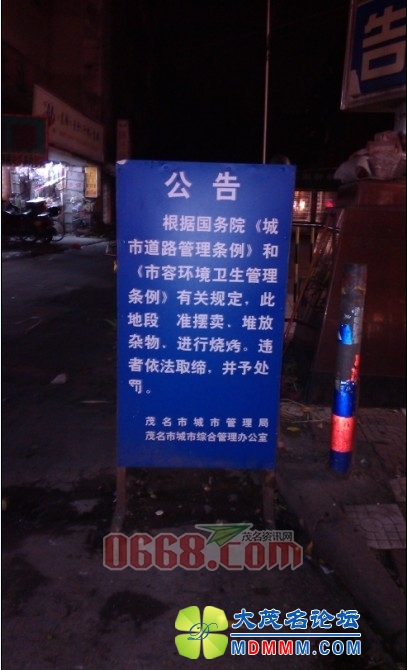 公告
根据国务院《城
市道路管理条例》和
《市容环境卫生管理
条例》有关规定，此
地段 准摆卖、堆放
杂物、进行烧烤。违
者依法取缔，并予处
罚。
茂名市城市管理局
茂名市城市综合管理办公室
告
茂名资讯网
0668.com
大茂名论坛
MDMMM.COM